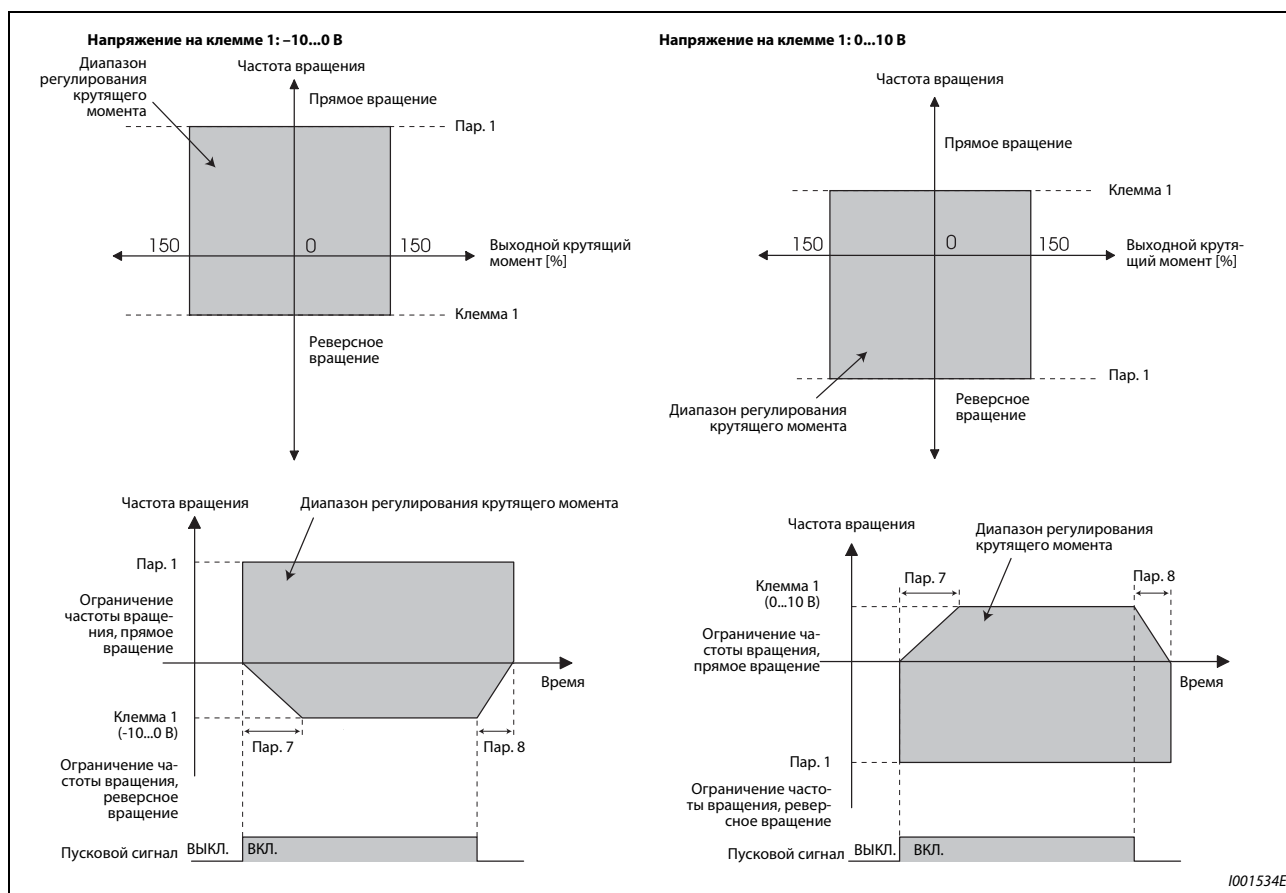 Напряжение на клемме 1: –10...0 В
Диапазон
регулирования
крутящего
момента
Частота вращения
Прямое вращение
Пар. 1
150
0
150
Выходной крутящий
момент [%]
Клемма 1
Реверсное
вращение
Напряжение на клемме 1: 0...10 В
Частота вращения
Прямое вращение
Клемма 1
150
0
150
Выходной крутя-
щий момент [%]
Пар. 1
Диапазон регулирования
крутящего момента
Реверсное
вращение
Частота вращения
Диапазон регулирования крутящего момента
Пар. 1
Ограничение
частоты враще-
ния, прямое
вращение
Время
Клемма 1
(-10...0 В)
Пар. 7
Пар. 8
Ограничение ча-
стоты вращения,
реверсное
вращение
Пусковой сигнал
ВЫКЛ.
ВКЛ.
Частота вращения
Диапазон регулирования
крутящего момента
Клемма 1
(0...10 В)
Пар. 7
Пар. 8
Ограничение ча-
стоты вращения,
прямое вращение
Время
Пар. 1
Ограничение часто-
ты вращения, ревер-
сное вращение
Пусковой сигнал
ВЫКЛ.
ВКЛ.
I001534E